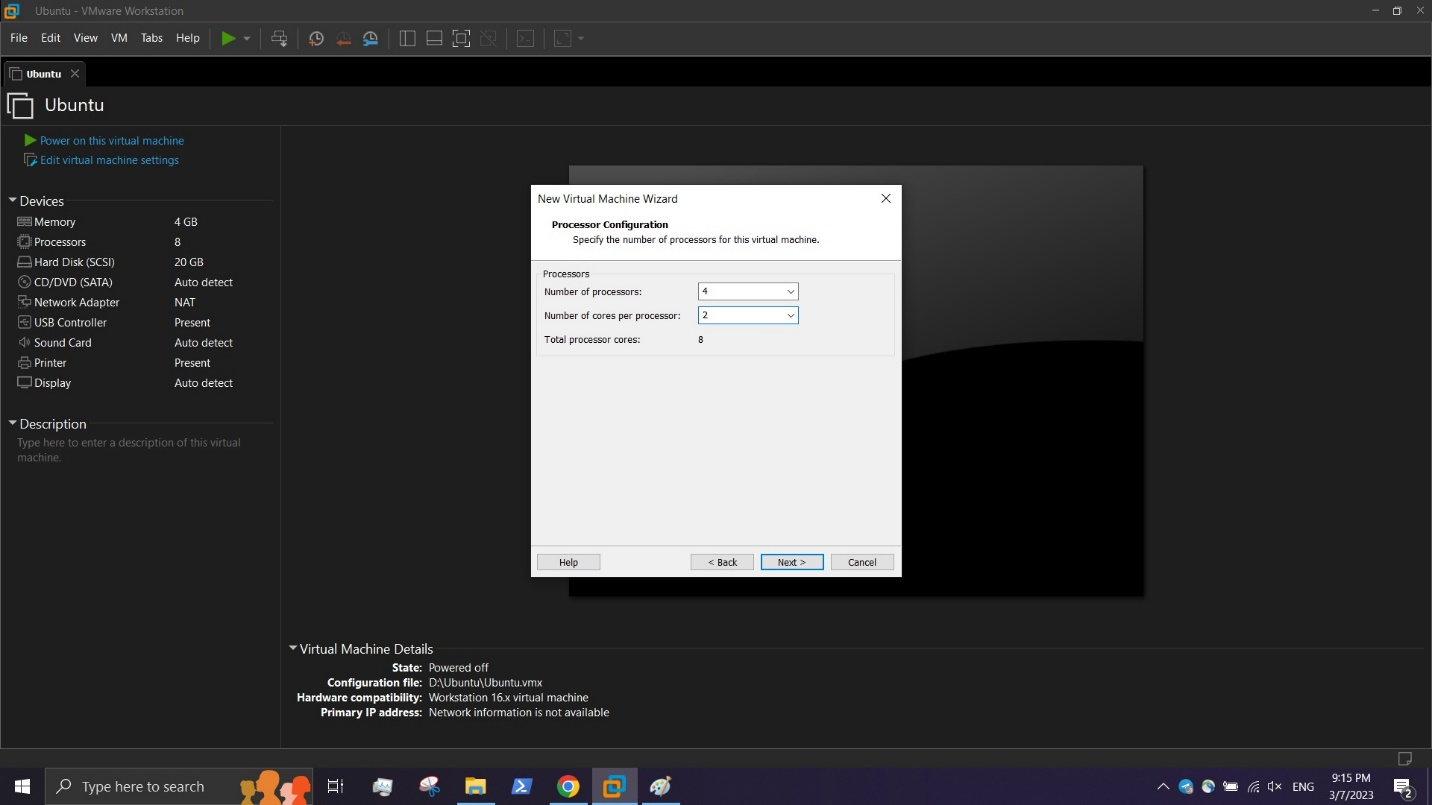 Ubuntu - VMware Workstation
File Edit View VM Tabs Help
Ubuntu
Ubuntu
Power on this virtual machine
Edit virtual machine settings
Devices
Memory 4 GB
Processors 8
Hard Disk (SCSI) 20 GB
CD/DVD (SATA) Auto detect
Network Adapter NAT
USB Controller Present
Sound Card Auto detect
Printer Present
Display Auto detect
Description
Type here to enter a description of this virtual
machine.
New Virtual Machine Wizard
Processor Configuration
Specify the number of processors for this virtual machine.
Processors
Number of processors: 4
Number of cores per processor: 2
Total processor cores: 8
Help < Back Next > Cancel
Virtual Machine Details
State: Powered off
Configuration file: D:\Ubuntu\Ubuntu.vmx
Hardware compatibility: Workstation 16.x virtual machine
Primary IP address: Network information is not available
Type here to search
ENG
9:15 PM
3/7/2023
2